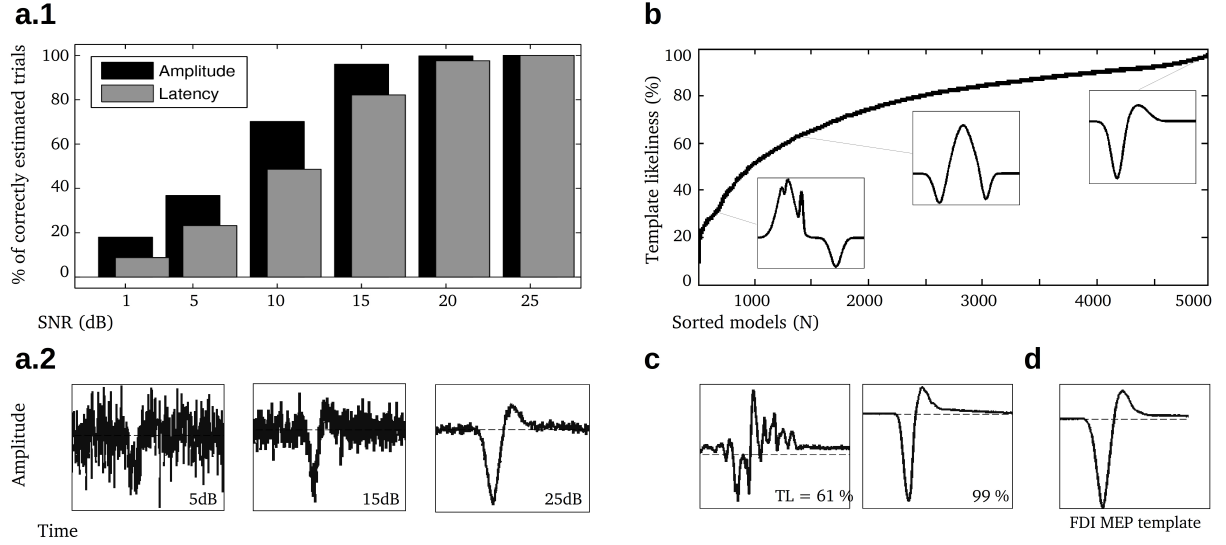 a.1
% of correctly estimated trials
100
80
60
40
20
0
Amplitude
Latency
1 5 10 15 20 25
SNR (dB)
b
Template likeliness (%)
100
80
60
40
20
0
1000 2000 3000 4000 5000
Sorted models (N)
a.2
Amplitude
5dB
15dB
25dB
Time
c
TL = 61 %
99 %
d
FDI MEP template